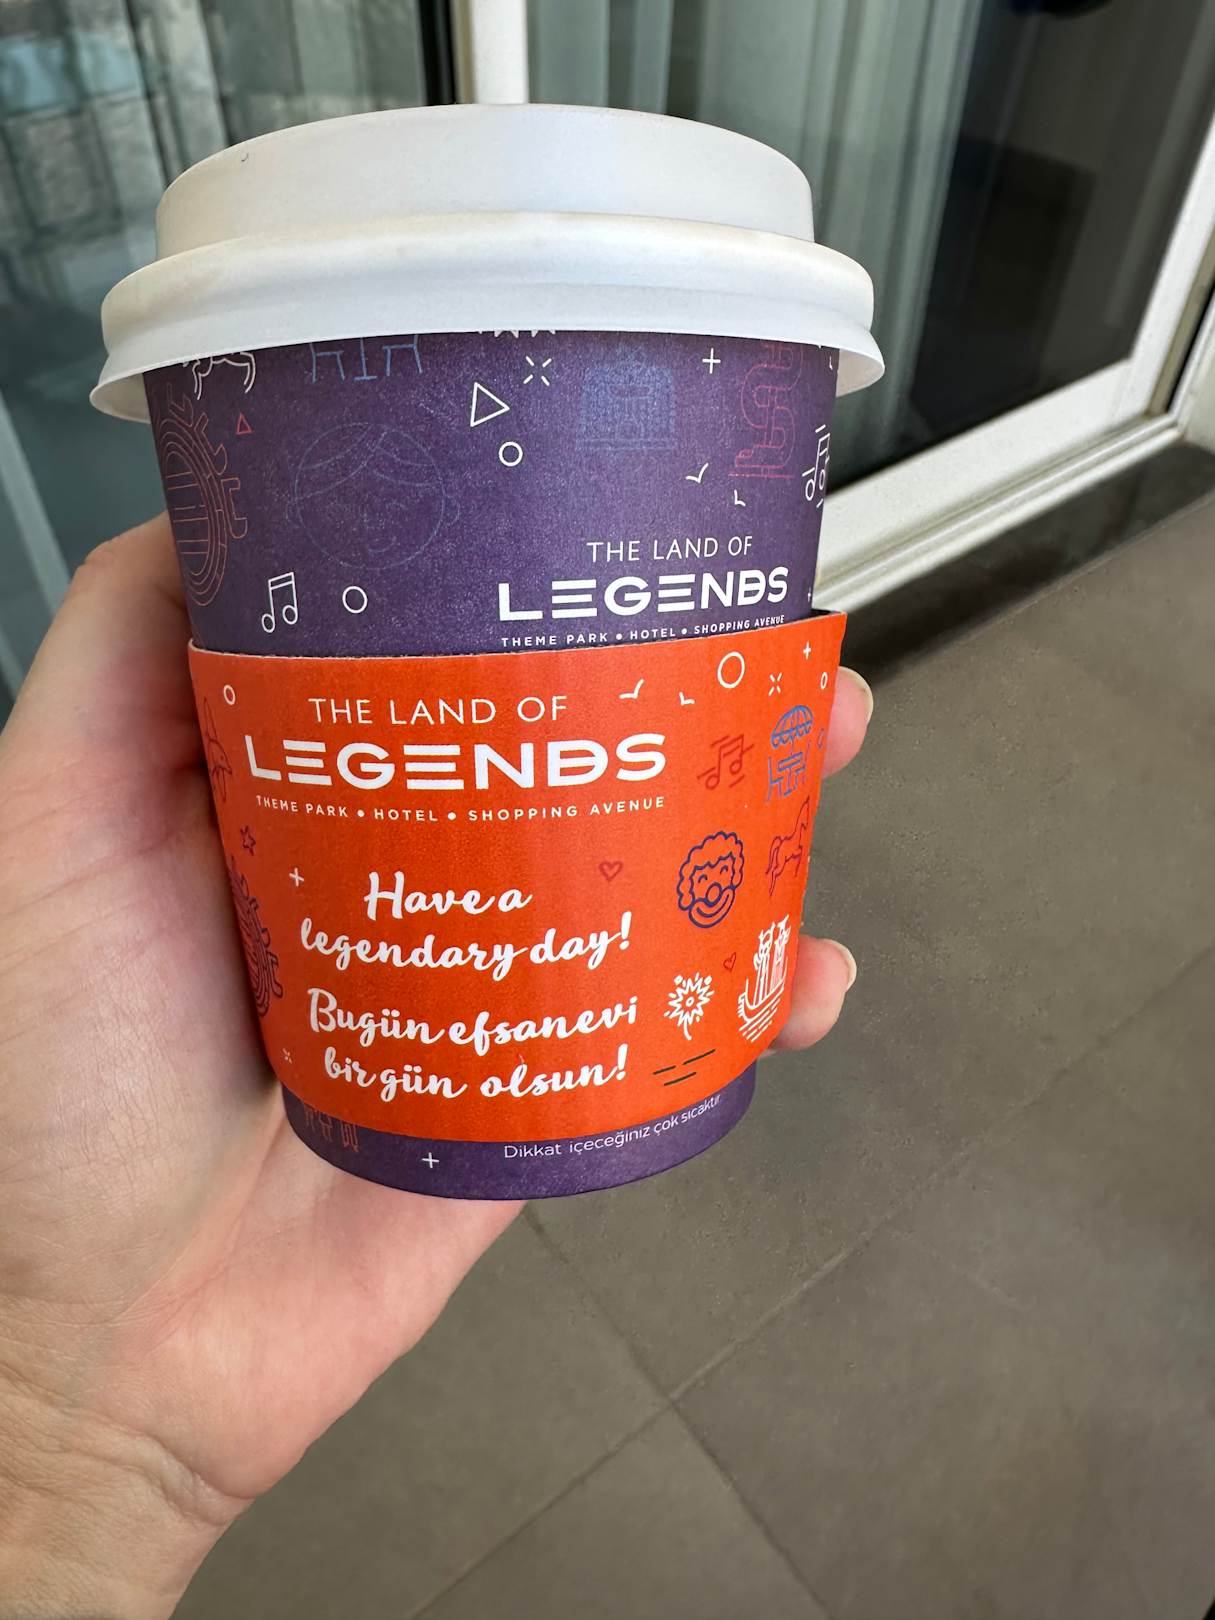 THE LAND OF
LEGENDS
THEME PARK • HOTEL • SHOPPING AVENUE
THE LAND OF
LEGENDS
THEME PARK • HOTEL • SHOPPING AVENUE
Have a
legendary day!
Bugün efsanevi
bir gün olsun!
Dikkat içeceğiniz çok sıcaktır.